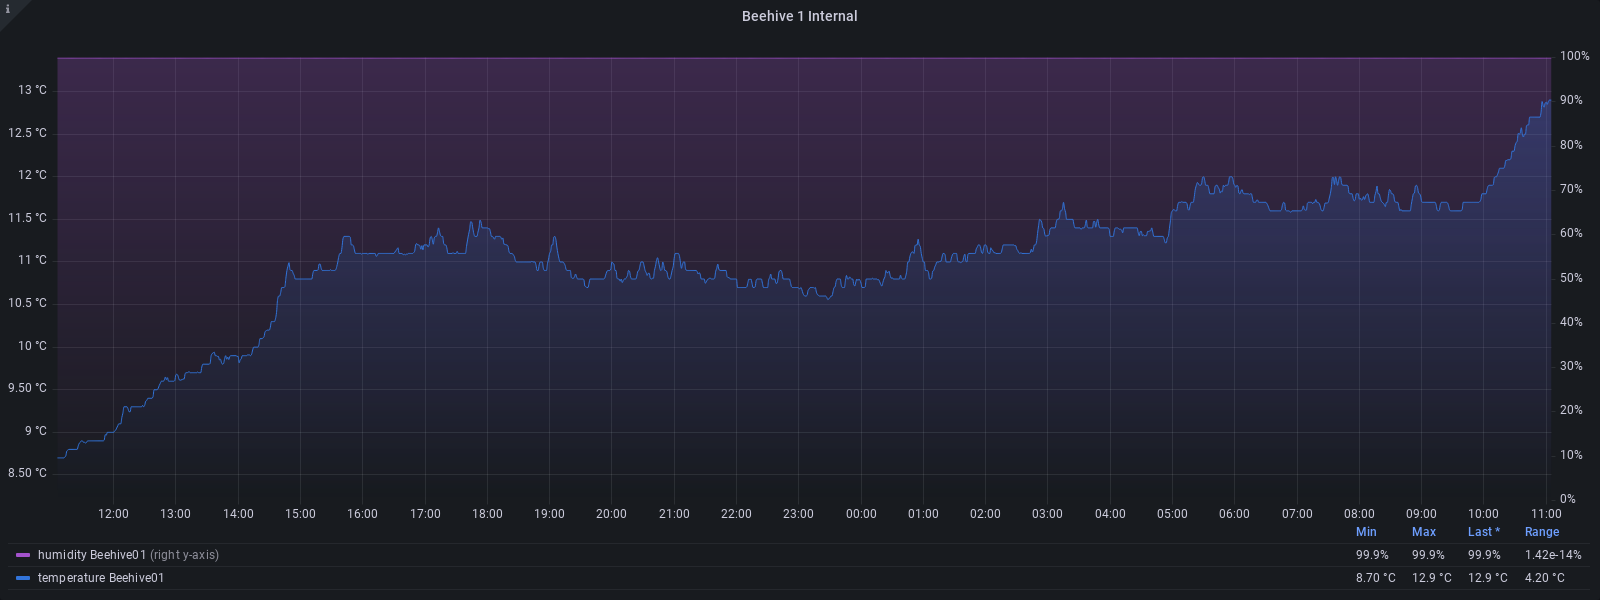 i
Beehive 1 Internal
100%
13 °C
90%
12.5 °C
80%
12 °C
70%
11.5 °C
60%
11 °C
50%
10.5 °C
40%
10 °C
30%
9.50 °C
20%
9 °C
10%
8.50 °C
0%
12:00 13:00 14:00 15:00 16:00 17:00 18:00 19:00 20:00 21:00 22:00 23:00 00:00 01:00 02:00 03:00 04:00 05:00 06:00 07:00 08:00 09:00 10:00 11:00
Min Max Last * Range
humidity Beehive01 (right y-axis) 99.9% 99.9% 99.9% 1.42e-14%
temperature Beehive01 8.70 °C 12.9 °C 12.9 °C 4.20 °C